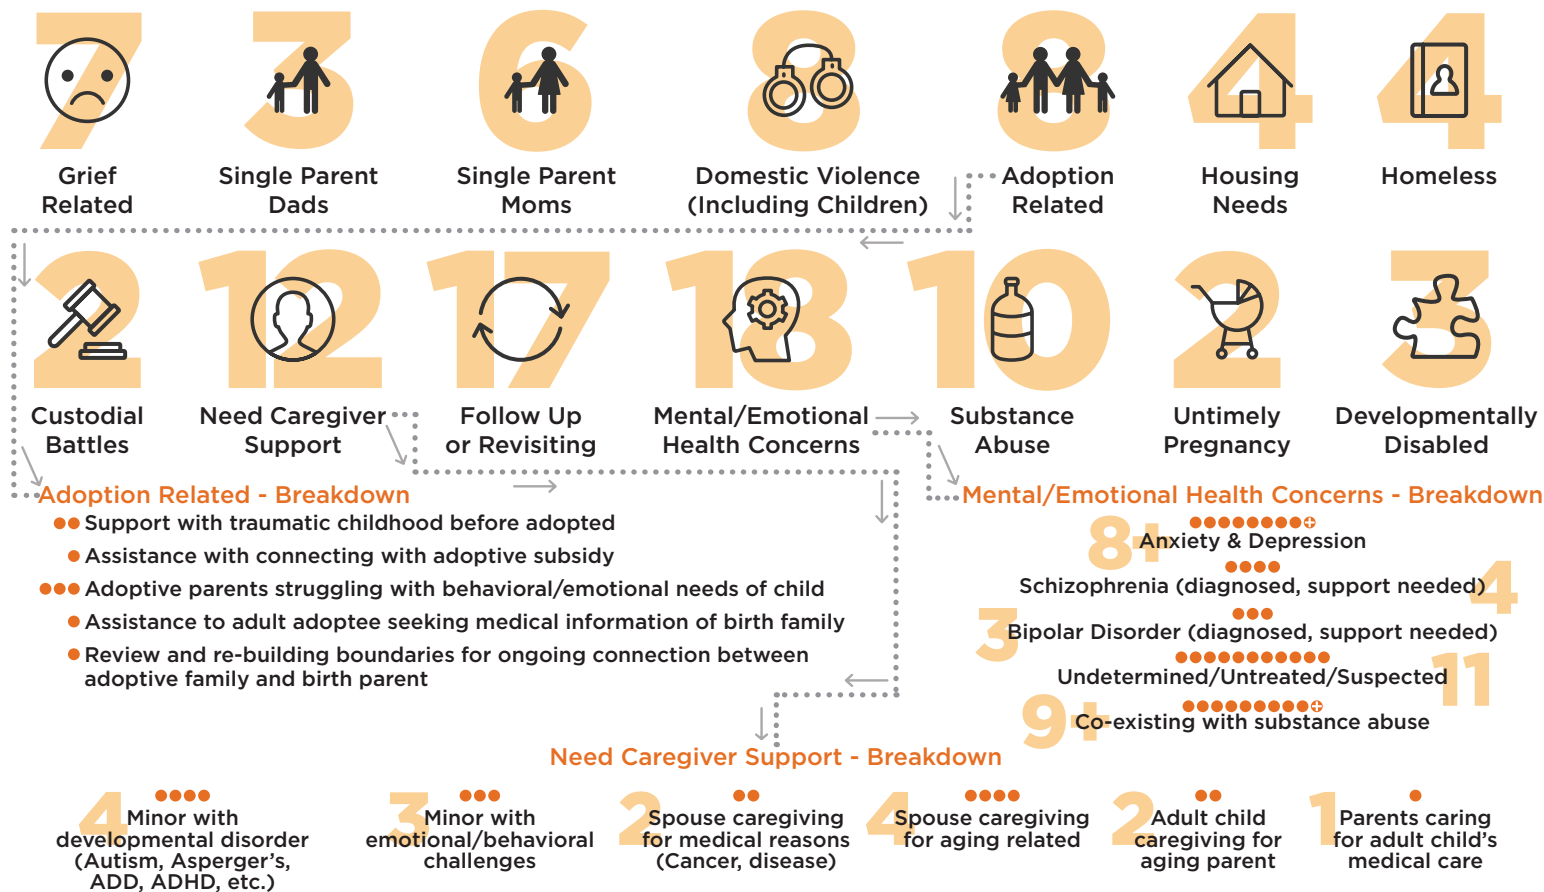 7
3
6
8
8
4
4
Grief
Related
Single Parent
Dads
Single Parent
Moms
Domestic Violence
(Including Children)
Adoption
Related
Housing
Needs
Homeless
2
12
17
18
10
2
3
Custodial
Battles
Need Caregiver
Support
Follow Up
or Revisiting
Mental/Emotional
Health Concerns
Substance
Abuse
Untimely
Pregnancy
Developmentally
Disabled
Adoption Related - Breakdown
Support with traumatic childhood before adopted
Assistance with connecting with adoptive subsidy
Adoptive parents struggling with behavioral/emotional needs of child
Assistance to adult adoptee seeking medical information of birth family
Review and re-building boundaries for ongoing connection between
adoptive family and birth parent
Mental/Emotional Health Concerns - Breakdown
8+
Anxiety & Depression
Schizophrenia (diagnosed, support needed)
4
3
Bipolar Disorder (diagnosed, support needed)
Undetermined/Untreated/Suspected
11
9+
Co-existing with substance abuse
Need Caregiver Support - Breakdown
4
Minor with
developmental disorder
(Autism, Asperger's,
ADD, ADHD, etc.)
3
Minor with
emotional/behavioral
challenges
2
Spouse caregiving
for medical reasons
(Cancer, disease)
4
Spouse caregiving
for aging related
2
Adult child
caregiving for
aging parent
1
Parents caring
for adult child's
medical care